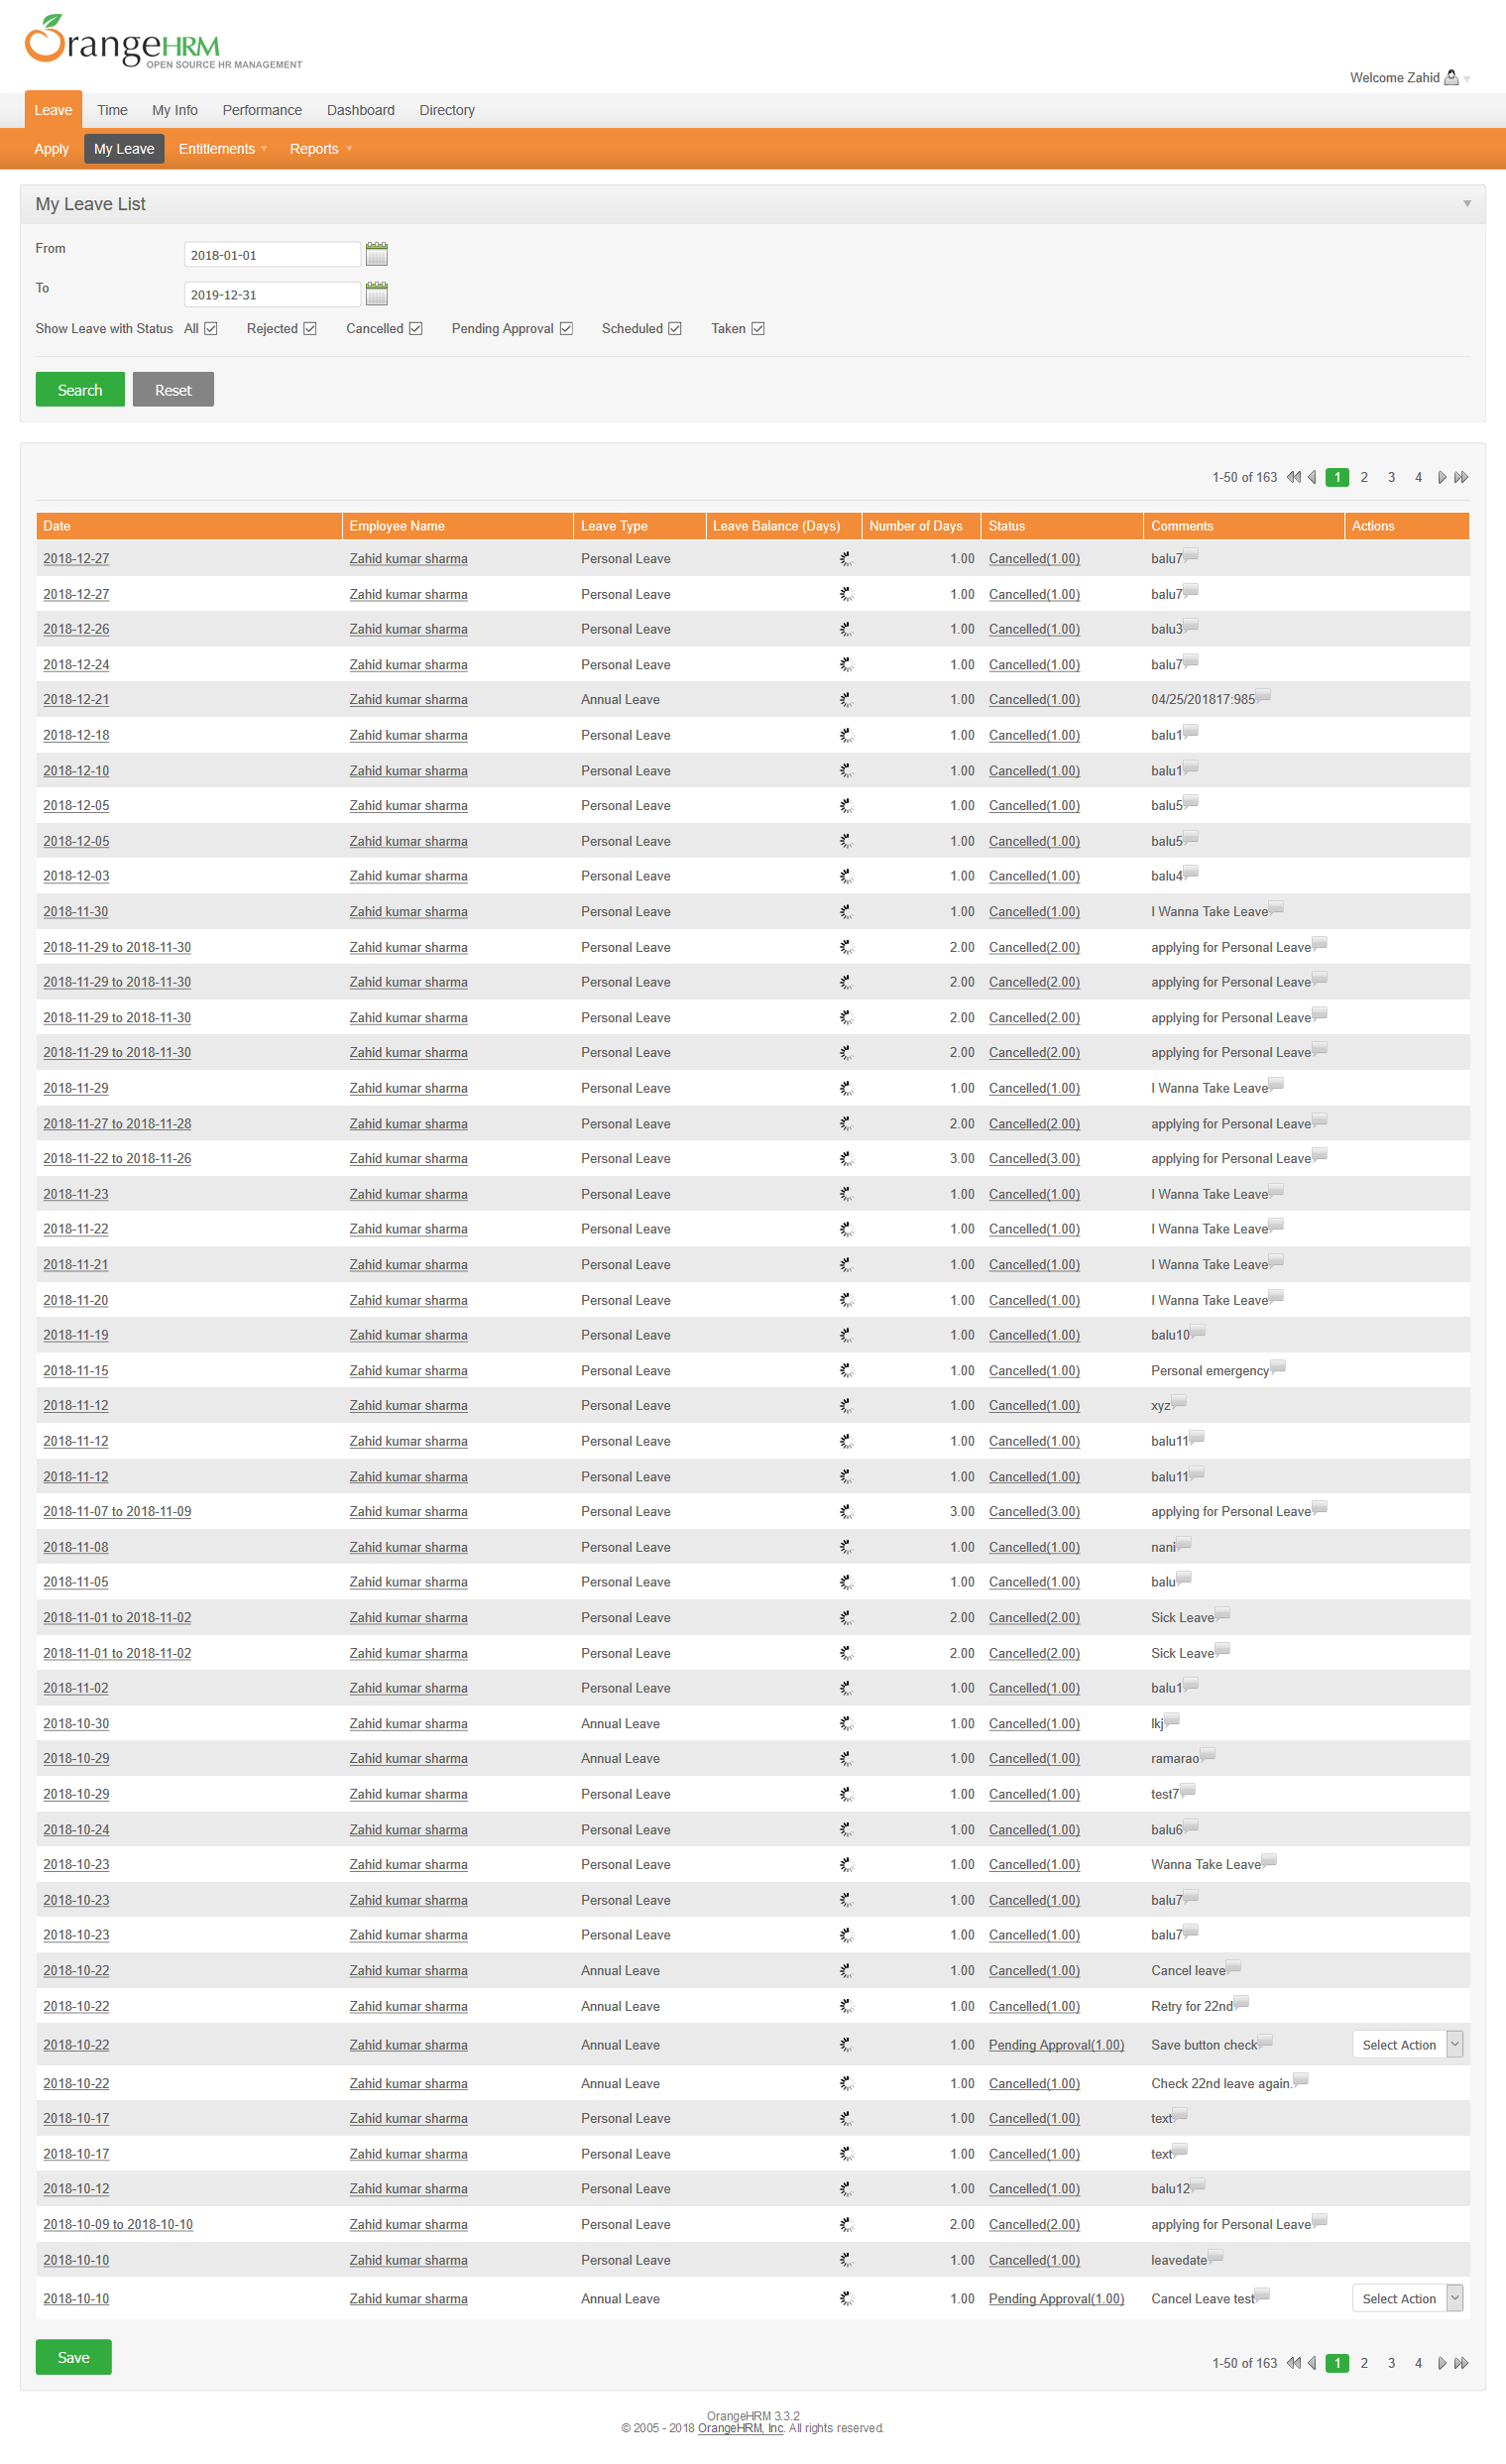 OrangeHRM
OPEN SOURCE HR MANAGEMENT
Welcome Zahid
Leave Time My Info Performance Dashboard Directory
Apply My Leave Entitlements Reports
My Leave List
From 2018-01-01
To 2019-12-31
Show Leave with Status All Rejected Cancelled Pending Approval Scheduled Taken
Search Reset
1-50 of 163 1 2 3 4
Date Employee Name Leave Type Leave Balance (Days) Number of Days Status Comments Actions
2018-12-27 Zahid kumar sharma Personal Leave 1.00 Cancelled(1.00) balu7
2018-12-27 Zahid kumar sharma Personal Leave 1.00 Cancelled(1.00) balu7
2018-12-26 Zahid kumar sharma Personal Leave 1.00 Cancelled(1.00) balu3
2018-12-24 Zahid kumar sharma Personal Leave 1.00 Cancelled(1.00) balu7
2018-12-21 Zahid kumar sharma Annual Leave 1.00 Cancelled(1.00) 04/25/201817:985
2018-12-18 Zahid kumar sharma Personal Leave 1.00 Cancelled(1.00) balu1
2018-12-10 Zahid kumar sharma Personal Leave 1.00 Cancelled(1.00) balu1
2018-12-05 Zahid kumar sharma Personal Leave 1.00 Cancelled(1.00) balu5
2018-12-05 Zahid kumar sharma Personal Leave 1.00 Cancelled(1.00) balu5
2018-12-03 Zahid kumar sharma Personal Leave 1.00 Cancelled(1.00) balu4
2018-11-30 Zahid kumar sharma Personal Leave 1.00 Cancelled(1.00) I Wanna Take Leave
2018-11-29 to 2018-11-30 Zahid kumar sharma Personal Leave 2.00 Cancelled(2.00) applying for Personal Leave
2018-11-29 to 2018-11-30 Zahid kumar sharma Personal Leave 2.00 Cancelled(2.00) applying for Personal Leave
2018-11-29 to 2018-11-30 Zahid kumar sharma Personal Leave 2.00 Cancelled(2.00) applying for Personal Leave
2018-11-29 to 2018-11-30 Zahid kumar sharma Personal Leave 2.00 Cancelled(2.00) applying for Personal Leave
2018-11-29 Zahid kumar sharma Personal Leave 1.00 Cancelled(1.00) I Wanna Take Leave
2018-11-27 to 2018-11-28 Zahid kumar sharma Personal Leave 2.00 Cancelled(2.00) applying for Personal Leave
2018-11-22 to 2018-11-26 Zahid kumar sharma Personal Leave 3.00 Cancelled(3.00) applying for Personal Leave
2018-11-23 Zahid kumar sharma Personal Leave 1.00 Cancelled(1.00) I Wanna Take Leave
2018-11-22 Zahid kumar sharma Personal Leave 1.00 Cancelled(1.00) I Wanna Take Leave
2018-11-21 Zahid kumar sharma Personal Leave 1.00 Cancelled(1.00) I Wanna Take Leave
2018-11-20 Zahid kumar sharma Personal Leave 1.00 Cancelled(1.00) I Wanna Take Leave
2018-11-19 Zahid kumar sharma Personal Leave 1.00 Cancelled(1.00) balu10
2018-11-15 Zahid kumar sharma Personal Leave 1.00 Cancelled(1.00) Personal emergency
2018-11-12 Zahid kumar sharma Personal Leave 1.00 Cancelled(1.00) xyz
2018-11-12 Zahid kumar sharma Personal Leave 1.00 Cancelled(1.00) balu11
2018-11-12 Zahid kumar sharma Personal Leave 1.00 Cancelled(1.00) balu11
2018-11-07 to 2018-11-09 Zahid kumar sharma Personal Leave 3.00 Cancelled(3.00) applying for Personal Leave
2018-11-08 Zahid kumar sharma Personal Leave 1.00 Cancelled(1.00) nani
2018-11-05 Zahid kumar sharma Personal Leave 1.00 Cancelled(1.00) balu
2018-11-01 to 2018-11-02 Zahid kumar sharma Personal Leave 2.00 Cancelled(2.00) Sick Leave
2018-11-01 to 2018-11-02 Zahid kumar sharma Personal Leave 2.00 Cancelled(2.00) Sick Leave
2018-11-02 Zahid kumar sharma Personal Leave 1.00 Cancelled(1.00) balu1
2018-10-30 Zahid kumar sharma Annual Leave 1.00 Cancelled(1.00) lkj
2018-10-29 Zahid kumar sharma Annual Leave 1.00 Cancelled(1.00) ramarao
2018-10-29 Zahid kumar sharma Personal Leave 1.00 Cancelled(1.00) test7
2018-10-24 Zahid kumar sharma Personal Leave 1.00 Cancelled(1.00) balu6
2018-10-23 Zahid kumar sharma Personal Leave 1.00 Cancelled(1.00) Wanna Take Leave
2018-10-23 Zahid kumar sharma Personal Leave 1.00 Cancelled(1.00) balu7
2018-10-23 Zahid kumar sharma Personal Leave 1.00 Cancelled(1.00) balu7
2018-10-22 Zahid kumar sharma Annual Leave 1.00 Cancelled(1.00) Cancel leave
2018-10-22 Zahid kumar sharma Annual Leave 1.00 Cancelled(1.00) Retry for 22nd
2018-10-22 Zahid kumar sharma Annual Leave 1.00 Pending Approval(1.00) Save button check Select Action
2018-10-22 Zahid kumar sharma Annual Leave 1.00 Cancelled(1.00) Check 22nd leave again.
2018-10-17 Zahid kumar sharma Personal Leave 1.00 Cancelled(1.00) text
2018-10-17 Zahid kumar sharma Personal Leave 1.00 Cancelled(1.00) text
2018-10-12 Zahid kumar sharma Personal Leave 1.00 Cancelled(1.00) balu12
2018-10-09 to 2018-10-10 Zahid kumar sharma Personal Leave 2.00 Cancelled(2.00) applying for Personal Leave
2018-10-10 Zahid kumar sharma Personal Leave 1.00 Cancelled(1.00) leavedate
2018-10-10 Zahid kumar sharma Annual Leave 1.00 Pending Approval(1.00) Cancel Leave test Select Action
Save
1-50 of 163 1 2 3 4
OrangeHRM 3.3.2
© 2005 - 2018 OrangeHRM, Inc. All rights reserved.